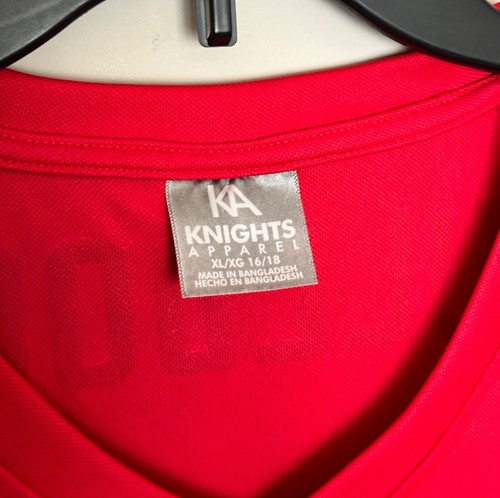 KA
KNIGHTS
APPAREL
XL/XG 16/18
MADE IN BANGLADESH
HECHO EN BANGLADESH